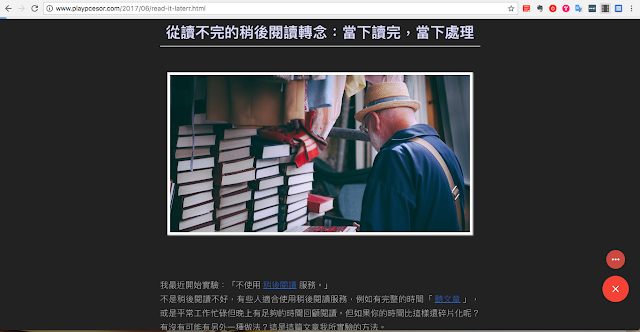 www.playpcesor.com/2017/06/read-it-laterr.html
從讀不完的稍後閱讀轉念：當下讀完，當下處理
我最近開始實驗：「不使用 稍後閱讀 服務。」
不是稍後閱讀不好，有些人適合使用稍後閱讀服務，例如有完整的時間「 聽文章 」，
或是平常工作忙碌但晚上有足夠的時間回顧閱讀。但如果你的時間比這樣還碎片化呢？
有沒有可能有另外一種做法？這是這篇文章我所實驗的方法。